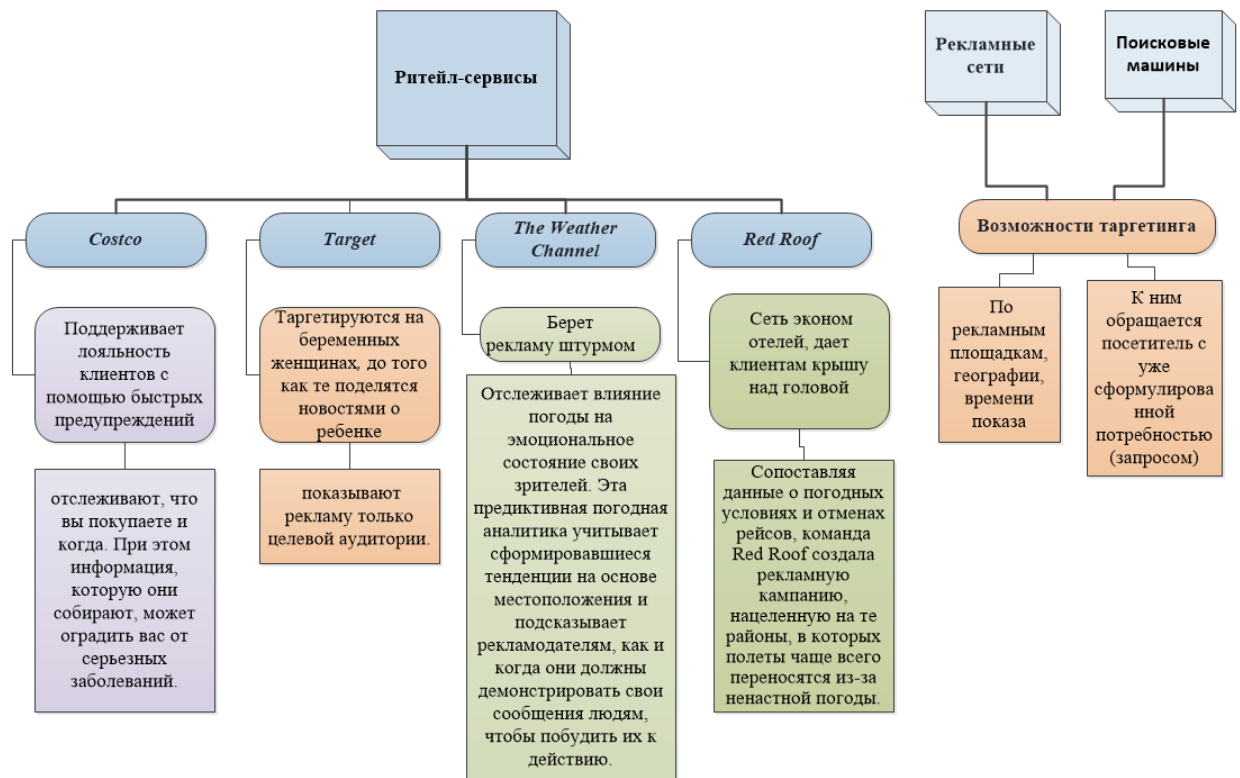 Ритейл-сервисы
Рекламные
сети
Поисковые
машины
Costco
Target
The Weather
Channel
Red Roof
Возможности таргетинга
Поддерживает
лояльность
клиентов с
помощью быстрых
предупреждений
Таргетируются на
беременных
женщинах, до того
как те поделятся
новостями о
ребенке
Берет
рекламу штурмом
Сеть эконом
отелей, дает
клиентам крышу
над головой
По
рекламным
площадкам,
географии,
времени
показа
К ним
обращается
посетитель с
уже
сформулирова
нной
потребностью
(запросом)
отслеживают, что
вы покупаете и
когда. При этом
информация,
которую они
собирают, может
оградить вас от
серьезных
заболеваний.
показывают
рекламу только
целевой аудитории.
Отслеживает влияние
погоды на
эмоциональное
состояние своих
зрителей. Эта
предиктивная погодная
аналитика учитывает
сформировавшиеся
тенденции на основе
местоположения и
подсказывает
рекламодателям, как и
когда они должны
демонстрировать свои
сообщения людям,
чтобы побудить их к
действию.
Сопоставляя
данные о погодных
условиях и отменах
рейсов, команда
Red Roof создала
рекламную
кампанию,
нацеленную на те
районы, в которых
полеты чаще всего
переносятся из-за
ненастной погоды.